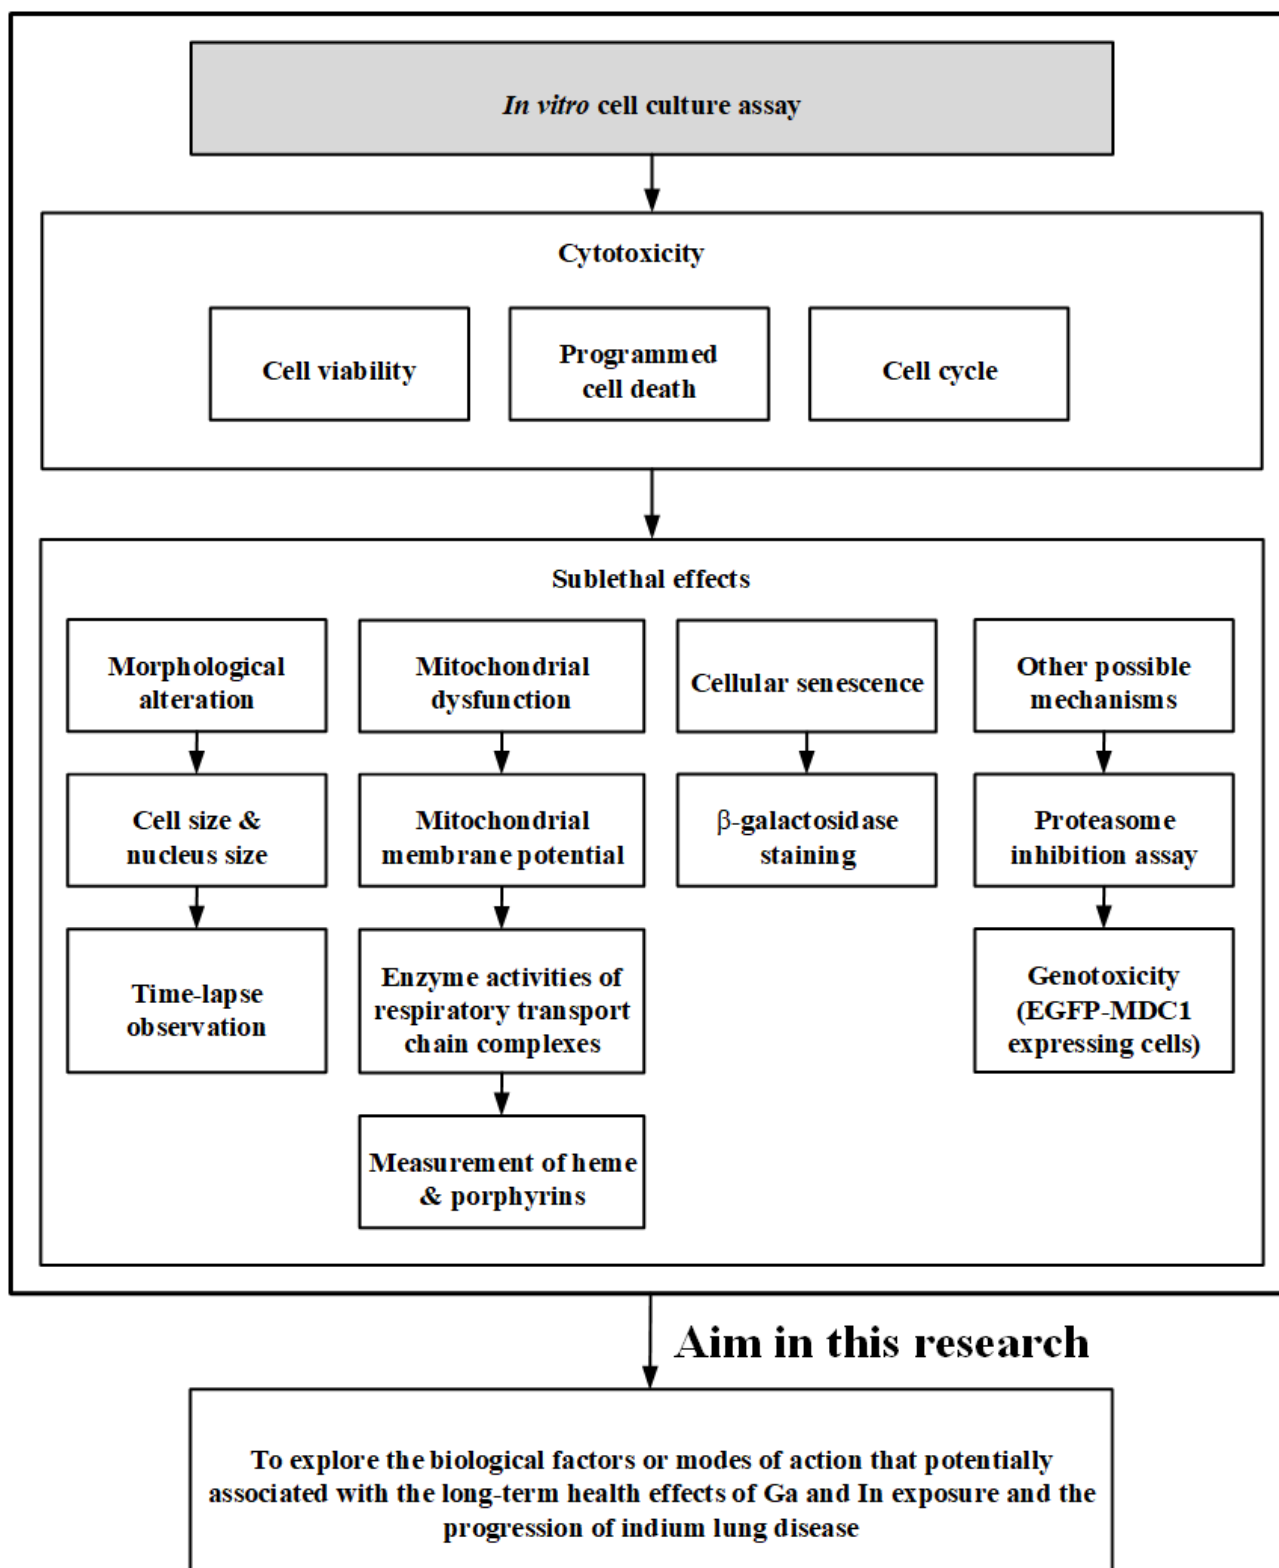 In vitro cell culture assay
Cytotoxicity
Cell viability
Programmed
cell death
Cell cycle
Sublethal effects
Morphological
alteration
Cell size &
nucleus size
Time-lapse
observation
Mitochondrial
dysfunction
Mitochondrial
membrane potential
Enzyme activities of
respiratory transport
chain complexes
Measurement of heme
& porphyrins
Cellular senescence
β-galactosidase
staining
Other possible
mechanisms
Proteasome
inhibition assay
Genotoxicity
(EGFP-MDC1
expressing cells)
Aim in this research
To explore the biological factors or modes of action that potentially
associated with the long-term health effects of Ga and In exposure and the
progression of indium lung disease